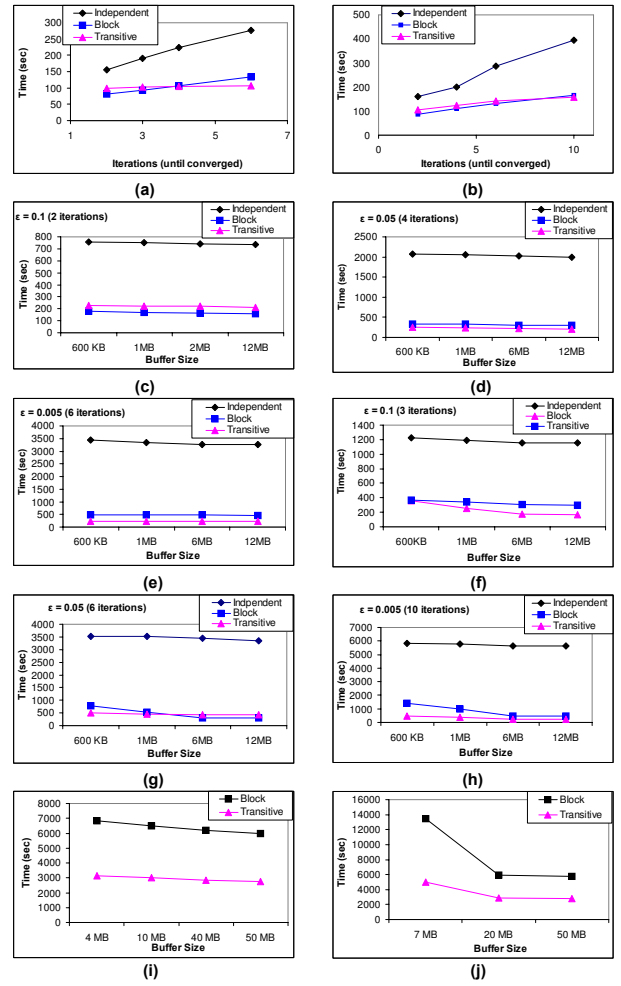 300
250
200
150
100
50
0
Time (sec)
Independent
Block
Transitive
1 3 5 7
Iterations (until converged)
(a)
500
400
300
200
100
0
Time (sec)
Independent
Block
Transitive
0 5 10
Iterations (until converged)
(b)
ε = 0.1 (2 iterations)
Independent
Block
Transitive
800
700
600
500
400
300
200
100
0
Time (sec)
600 KB 1MB 2MB 12MB
Buffer Size
(c)
ε = 0.05 (4 iterations)
Independent
Block
Transitive
2500
2000
1500
1000
500
0
Time (sec)
600 KB 1MB 6MB 12MB
Buffer Size
(d)
ε = 0.005 (6 iterations)
Independent
Block
Transitive
4000
3500
3000
2500
2000
1500
1000
500
0
Time (sec)
600 KB 1MB 6MB 12MB
Buffer Size
(e)
ε = 0.1 (3 iterations)
Independent
Transitive
Block
1400
1200
1000
800
600
400
200
0
Time (sec)
600KB 1MB 6MB 12MB
Buffer Size
(f)
ε = 0.05 (6 iterations)
Indpendent
Block
Transitive
4000
3500
3000
2500
2000
1500
1000
500
0
Time (sec)
600 KB 1MB 6MB 12MB
Buffer Size
(g)
ε = 0.005 (10 iterations)
Independent
Block
Transitive
7000
6000
5000
4000
3000
2000
1000
0
Time (sec)
600 KB 1MB 6MB 12MB
Buffer Size
(h)
Block
Transitive
8000
7000
6000
5000
4000
3000
2000
1000
0
Time (sec)
4 MB 10 MB 40 MB 50 MB
Buffer Size
(i)
Block
Transitive
16000
14000
12000
10000
8000
6000
4000
2000
0
Time (sec)
7 MB 20 MB 50 MB
Buffer Size
(j)